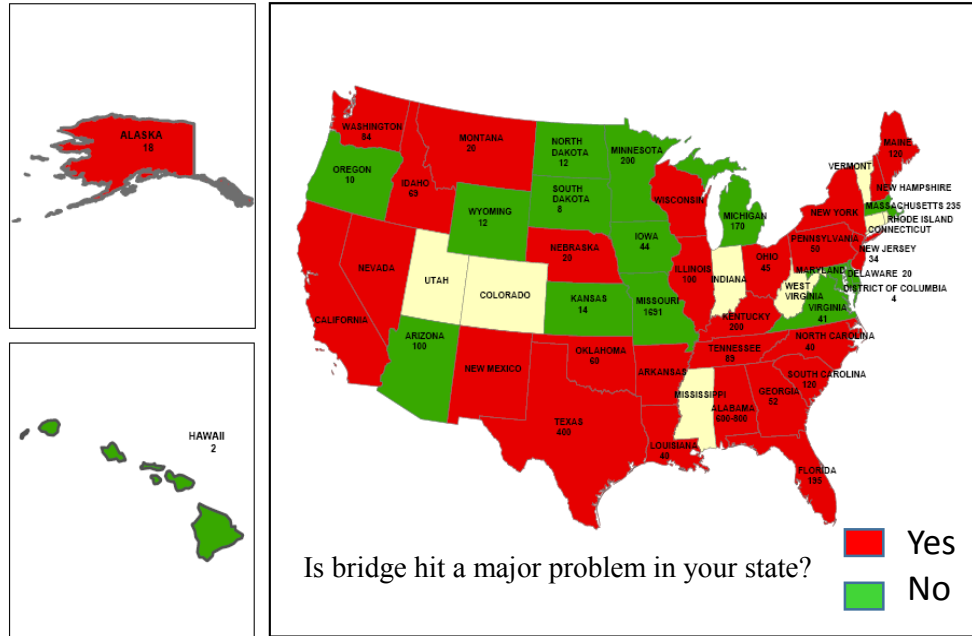 ALASKA
18
HAWAII
2
WASHINGTON
84
OREGON
10
IDAHO
69
MONTANA
20
WYOMING
12
NEVADA
CALIFORNIA
UTAH
COLORADO
ARIZONA
100
NEW MEXICO
NORTH
DAKOTA
12
SOUTH
DAKOTA
8
NEBRASKA
20
KANSAS
14
OKLAHOMA
60
TEXAS
400
MINNESOTA
200
IOWA
44
MISSOURI
1691
ARKANSAS
LOUISIANA
40
WISCONSIN
ILLINOIS
100
MICHIGAN
170
INDIANA
OHIO
45
KENTUCKY
200
TENNESSEE
89
MISSISSIPPI
ALABAMA
600-800
GEORGIA
52
FLORIDA
195
SOUTH CAROLINA
120
NORTH CAROLINA
40
VIRGINIA
41
WEST
VIRGINIA
MARYLAND
DELAWARE 20
DISTRICT OF COLUMBIA
4
PENNSYLVANIA
50
NEW JERSEY
34
NEW YORK
CONNECTICUT
RHODE ISLAND
MASSACHUSETTS 235
NEW HAMPSHIRE
VERMONT
MAINE
120
Is bridge hit a major problem in your state?
Yes
No